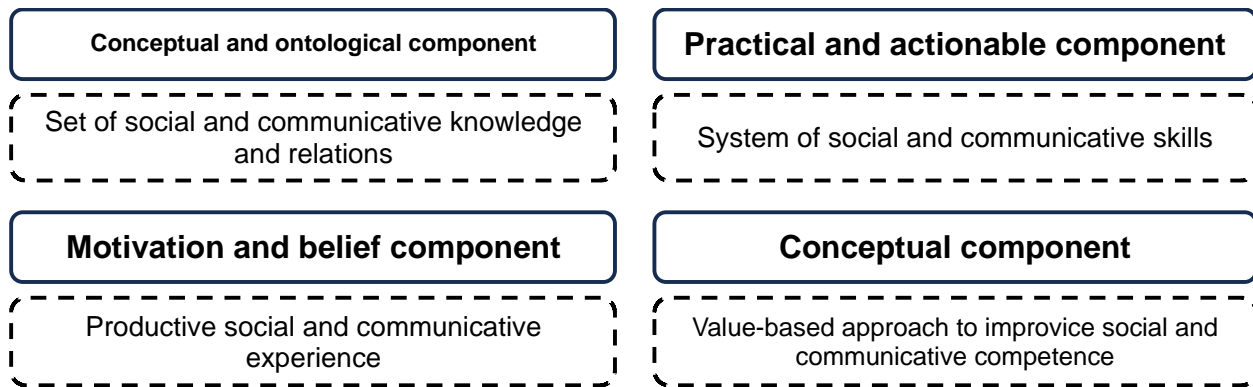 Conceptual and ontological component
Set of social and communicative knowledge
and relations
Practical and actionable component
System of social and communicative skills
Motivation and belief component
Productive social and communicative
experience
Conceptual component
Value-based approach to improvice social and
communicative competence